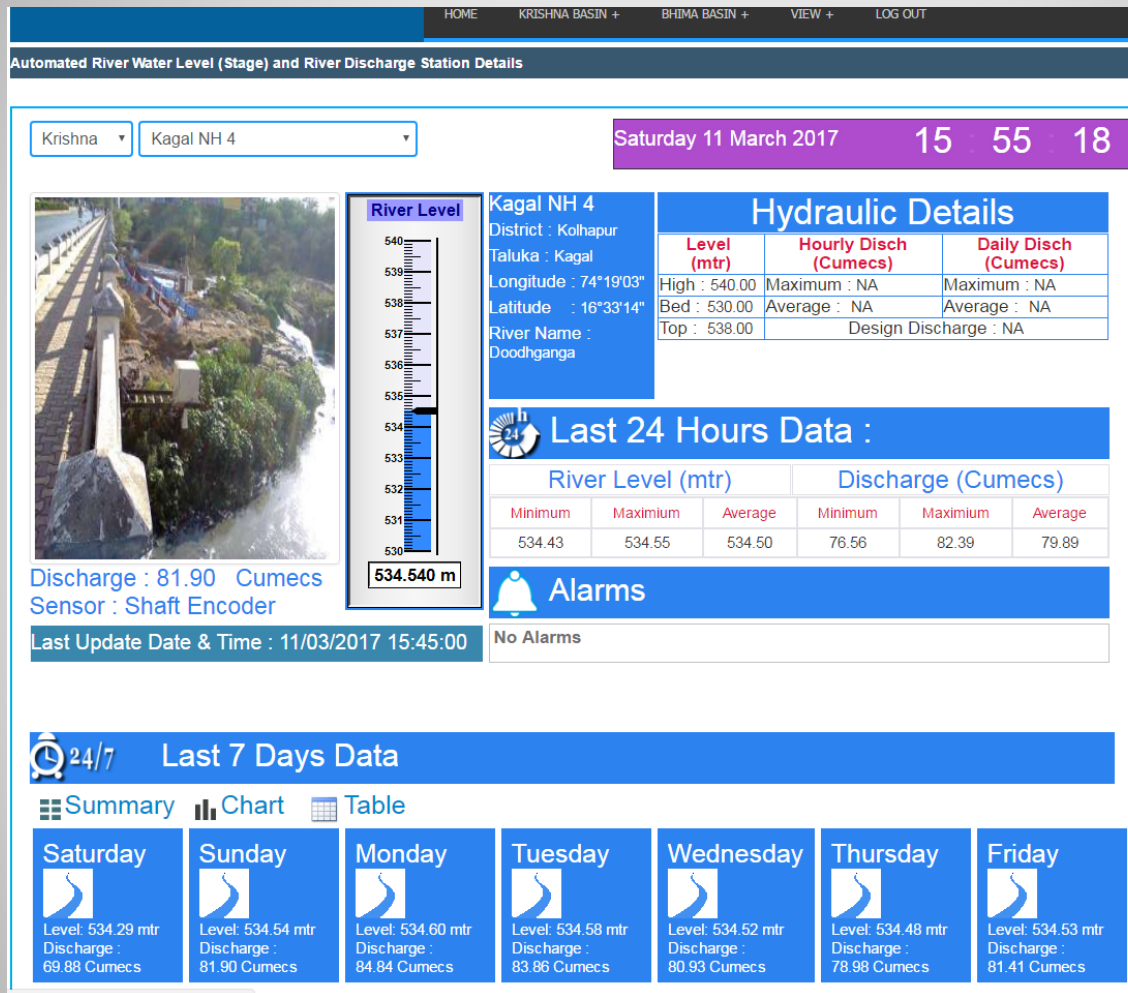 HOME KRISHNA BASIN + BHIMA BASIN + VIEW + LOG OUT
Automated River Water Level (Stage) and River Discharge Station Details
Krishna Kagal NH 4
Saturday 11 March 2017 15 : 55 : 18
River Level
540
539
538
537
536
535
534
533
532
531
530
534.540 m
Discharge : 81.90 Cumecs
Sensor : Shaft Encoder
Last Update Date & Time : 11/03/2017 15:45:00
Kagal NH 4
District : Kolhapur
Taluka : Kagal
Longitude : 74°19'03"
Latitude : 16°33'14"
River Name :
Doodhganga
Hydraulic Details
Level (mtr) Hourly Disch (Cumecs) Daily Disch (Cumecs)
High : 540.00 Maximum : NA Maximum : NA
Bed : 530.00 Average : NA Average : NA
Top : 538.00 Design Discharge : NA
24 h Last 24 Hours Data :
River Level (mtr) Discharge (Cumecs)
Minimum Maximium Average Minimum Maximium Average
534.43 534.55 534.50 76.56 82.39 79.89
Alarms
No Alarms
24/7 Last 7 Days Data
Summary Chart Table
Saturday
Level: 534.29 mtr
Discharge :
69.88 Cumecs
Sunday
Level: 534.54 mtr
Discharge :
81.90 Cumecs
Monday
Level: 534.60 mtr
Discharge :
84.84 Cumecs
Tuesday
Level: 534.58 mtr
Discharge :
83.86 Cumecs
Wednesday
Level: 534.52 mtr
Discharge :
80.93 Cumecs
Thursday
Level: 534.48 mtr
Discharge :
78.98 Cumecs
Friday
Level: 534.53 mtr
Discharge :
81.41 Cumecs